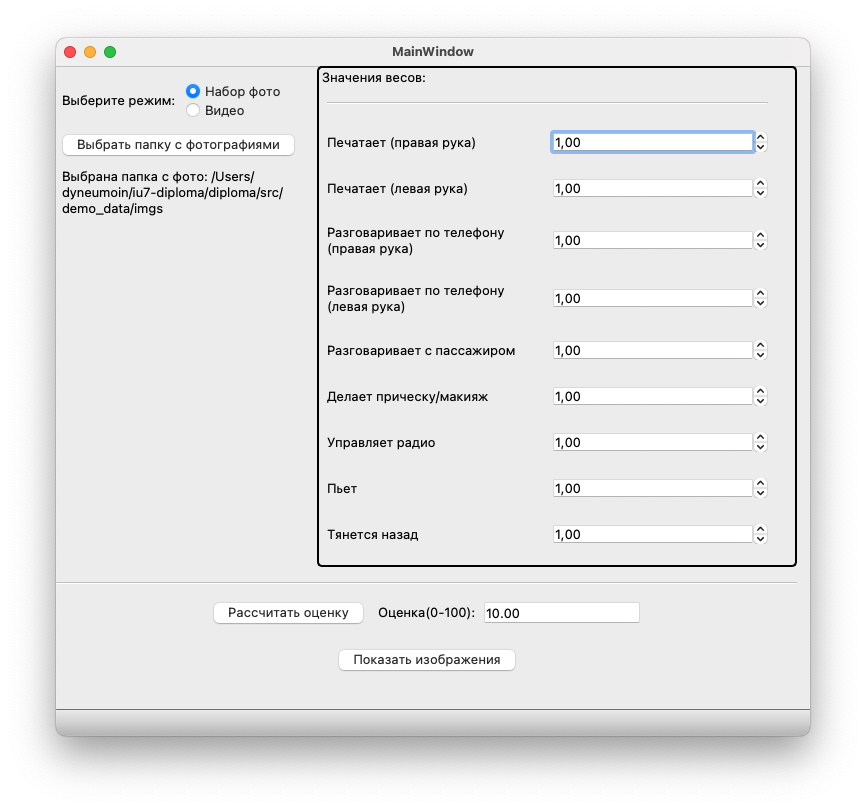 MainWindow
Выберите режим:
Набор фото
Видео
Выбрать папку с фотографиями
Выбрана папка с фото: /Users/
dyneumoin/iu7-diploma/diploma/src/
demo_data/imgs
Значения весов:
Печатает (правая рука) 1,00
Печатает (левая рука) 1,00
Разговаривает по телефону
(правая рука) 1,00
Разговаривает по телефону
(левая рука) 1,00
Разговаривает с пассажиром 1,00
Делает прическу/макияж 1,00
Управляет радио 1,00
Пьет 1,00
Тянется назад 1,00
Рассчитать оценку Оценка(0-100): 10.00
Показать изображения